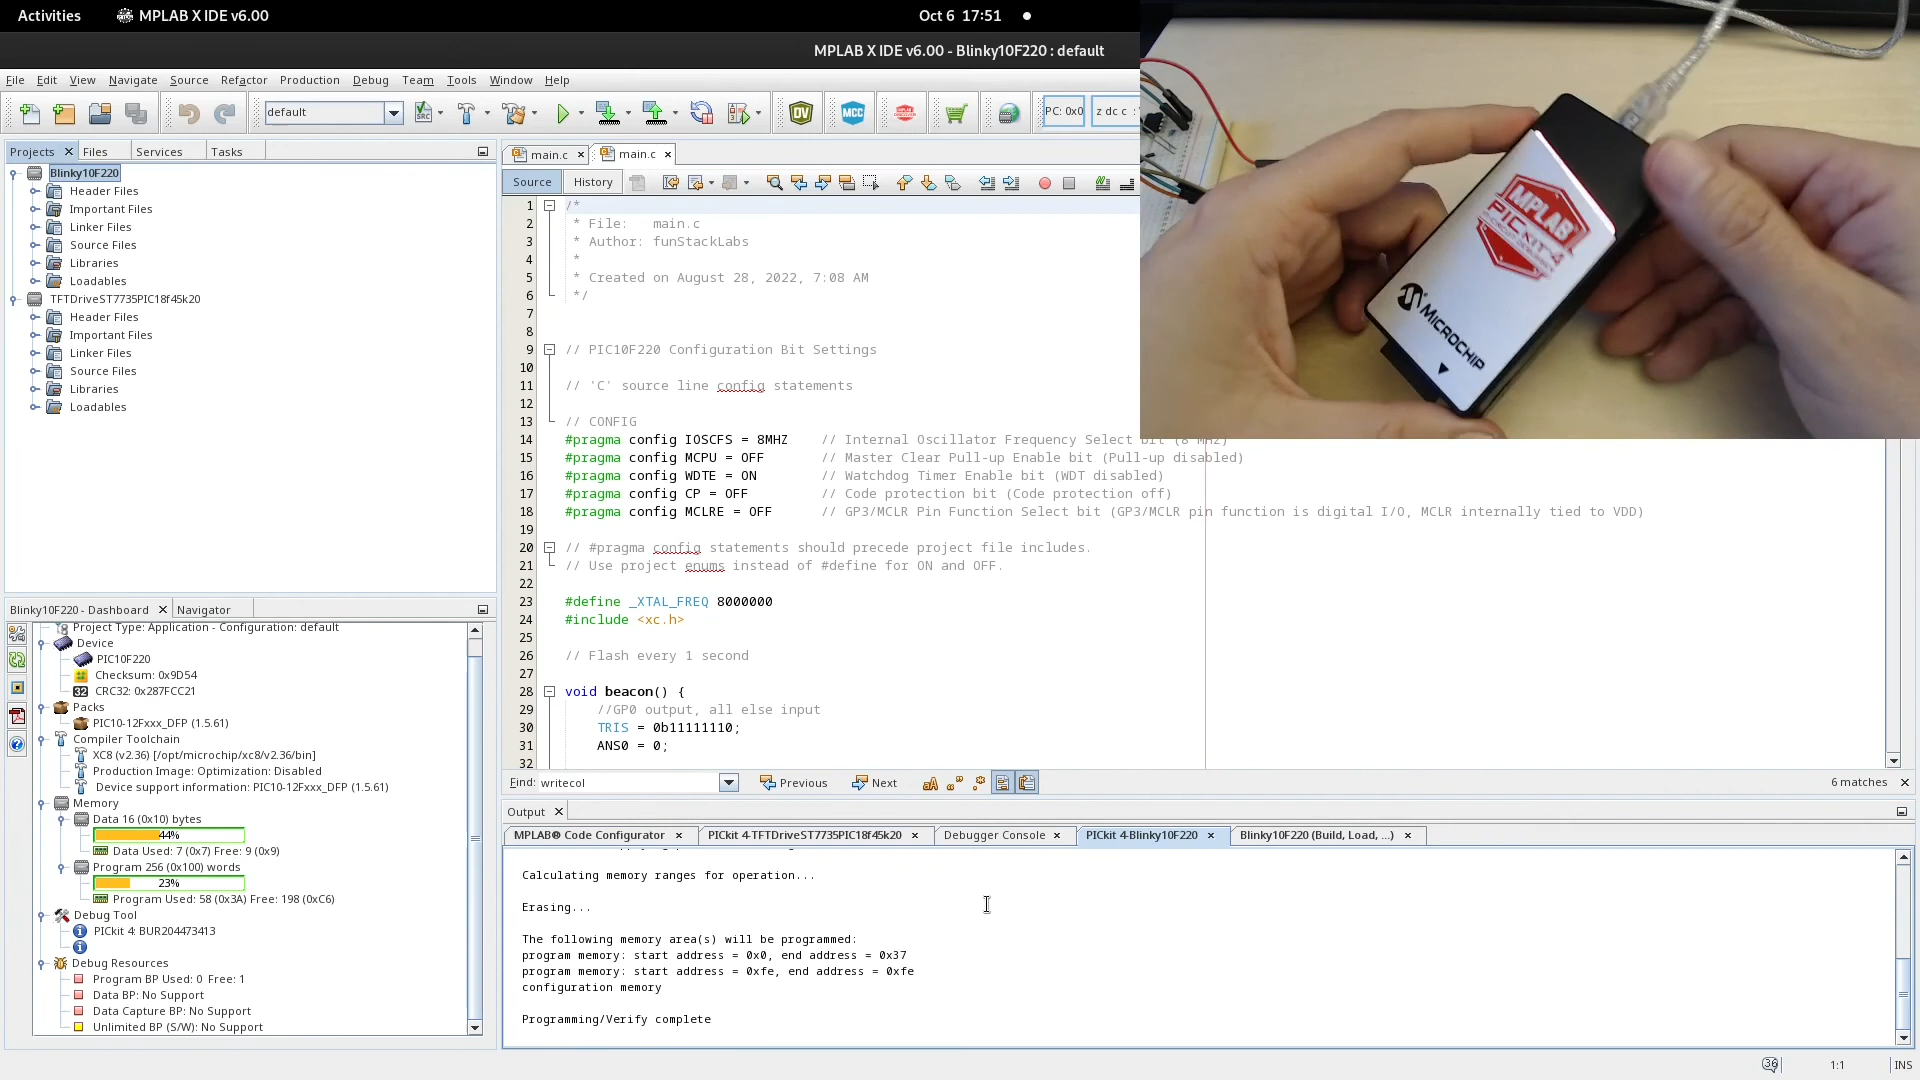 Activities
MPLAB X IDE v6.00
Oct 6 17:51
MPLAB X IDE v6.00 - Blinky10F220 : default
File Edit View Navigate Source Refactor Production Debug Team Tools Window Help
default
PC: 0x0
z dc c :
Projects
Files
Services
Tasks
Blinky10F220
Header Files
Important Files
Linker Files
Source Files
Libraries
Loadables
TFTDriveST7735PIC18f45k20
Header Files
Important Files
Linker Files
Source Files
Libraries
Loadables
main.c
main.c
Source
History
1 /*
2 * File: main.c
3 * Author: funStackLabs
4 *
5 * Created on August 28, 2022, 7:08 AM
6 */
7
8
9 // PIC10F220 Configuration Bit Settings
10
11 // 'C' source line config statements
12
13 // CONFIG
14 #pragma config IOSCFS = 8MHZ // Internal Oscillator Frequency Select bit (8 MHz)
15 #pragma config MCPU = OFF // Master Clear Pull-up Enable bit (Pull-up disabled)
16 #pragma config WDTE = ON // Watchdog Timer Enable bit (WDT disabled)
17 #pragma config CP = OFF // Code protection bit (Code protection off)
18 #pragma config MCLRE = OFF // GP3/MCLR Pin Function Select bit (GP3/MCLR pin function is digital I/O, MCLR internally tied to VDD)
19
20 // #pragma config statements should precede project file includes.
21 // Use project enums instead of #define for ON and OFF.
22
23 #define _XTAL_FREQ 8000000
24 #include <xc.h>
25
26 // Flash every 1 second
27
28 void beacon() {
29 //GP0 output, all else input
30 TRIS = 0b11111110;
31 ANS0 = 0;
32
Find: writecol
Previous
Next
6 matches
MPLAB
PICKIT 4
MICROCHIP
Blinky10F220 - Dashboard
Navigator
Project Type: Application - Configuration: default
Device
PIC10F220
Checksum: 0x9D54
32 CRC32: 0x287FCC21
Packs
PIC10-12Fxxx_DFP (1.5.61)
Compiler Toolchain
XC8 (v2.36) [/opt/microchip/xc8/v2.36/bin]
Production Image: Optimization: Disabled
Device support information: PIC10-12Fxxx_DFP (1.5.61)
Memory
Data 16 (0x10) bytes
44%
Data Used: 7 (0x7) Free: 9 (0x9)
Program 256 (0x100) words
23%
Program Used: 58 (0x3A) Free: 198 (0xC6)
Debug Tool
PICkit 4: BUR204473413
Debug Resources
Program BP Used: 0 Free: 1
Data BP: No Support
Data Capture BP: No Support
Unlimited BP (S/W): No Support
Output
MPLAB® Code Configurator
PICkit 4-TFTDriveST7735PIC18f45k20
Debugger Console
PICkit 4-Blinky10F220
Blinky10F220 (Build, Load, ...)
Calculating memory ranges for operation...
Erasing...
The following memory area(s) will be programmed:
program memory: start address = 0x0, end address = 0x37
program memory: start address = 0xfe, end address = 0xfe
configuration memory
Programming/Verify complete
36
1:1
INS